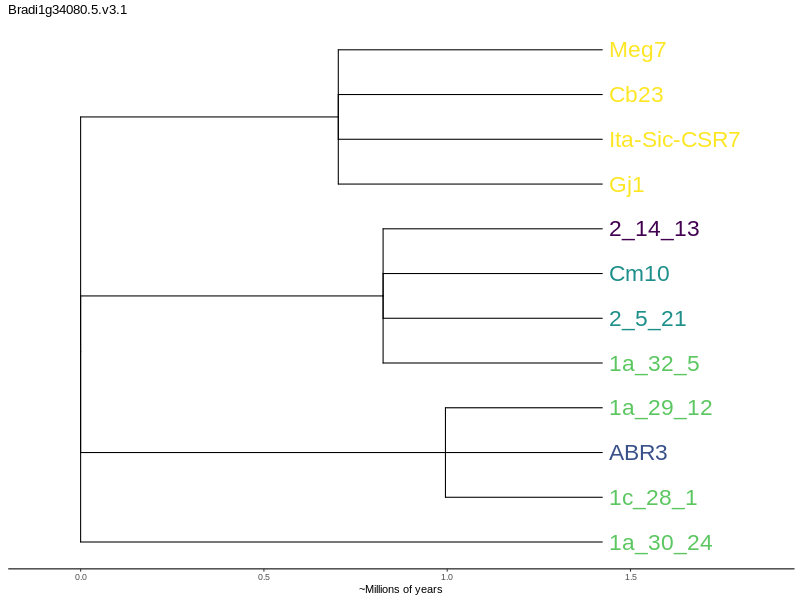 Bradi1g34080.5.v3.1
Meg7
Cb23
Ita-Sic-CSR7
Gj1
2_14_13
Cm10
2_5_21
1a_32_5
1a_29_12
ABR3
1c_28_1
1a_30_24
0.0 0.5 1.0 1.5
~Millions of years